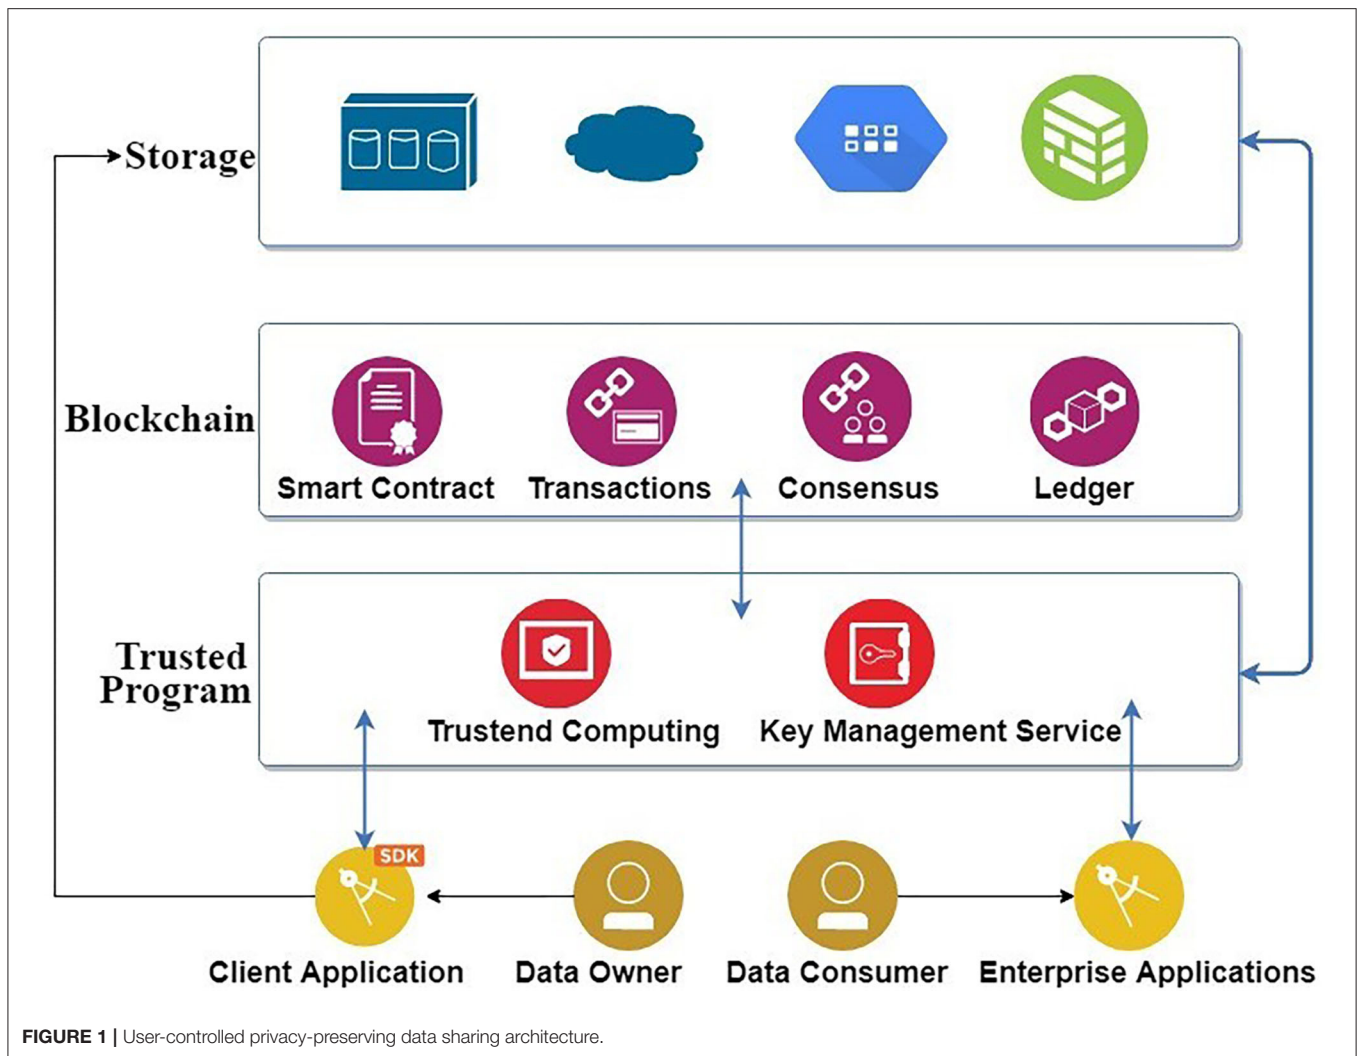 Storage
Blockchain
Smart Contract
Transactions
Consensus
Ledger
Trusted
Program
Trustend Computing
Key Management Service
SDK
Client Application
Data Owner
Data Consumer
Enterprise Applications
FIGURE 1 | User-controlled privacy-preserving data sharing architecture.